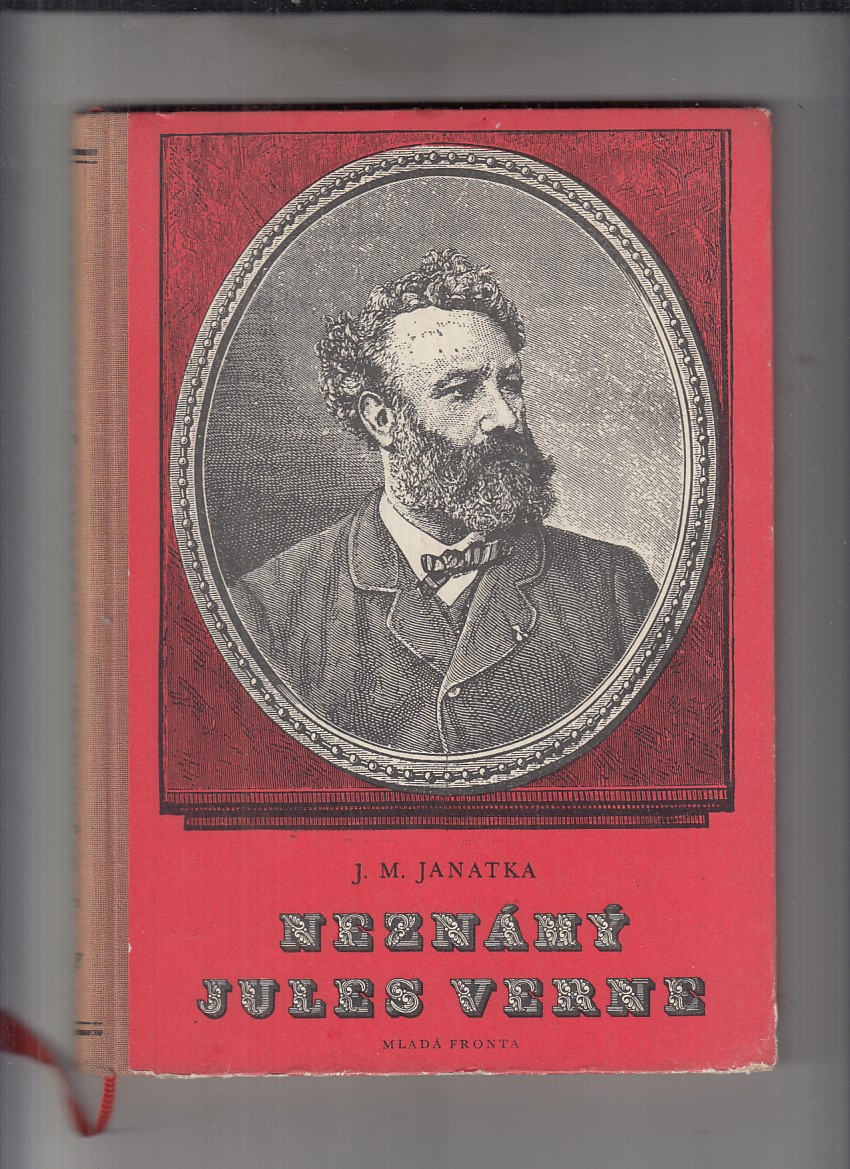 J. M. JANATKA
NEZNÁMÝ
JULES VERNE
MLADÁ FRONTA